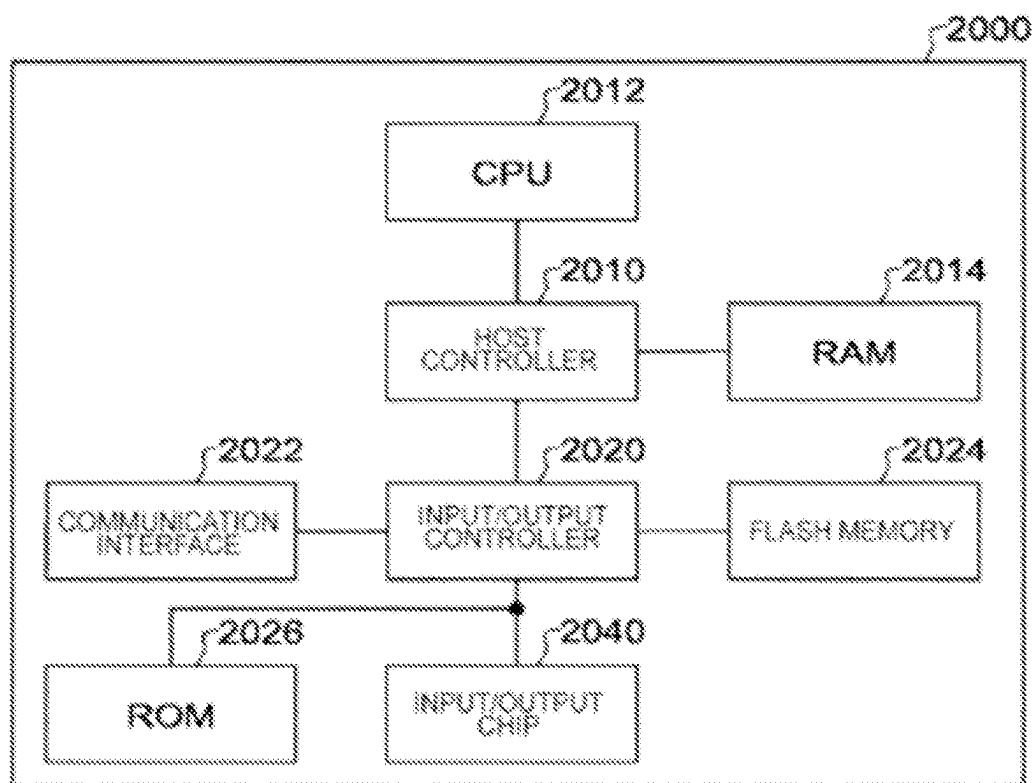 2000
2012
CPU
2010
2014
HOST
CONTROLLER
RAM
2022
2020
2024
COMMUNICATION
INTERFACE
INPUT/OUTPUT
CONTROLLER
FLASH MEMORY
2026
2040
ROM
INPUT/OUTPUT
CHIP